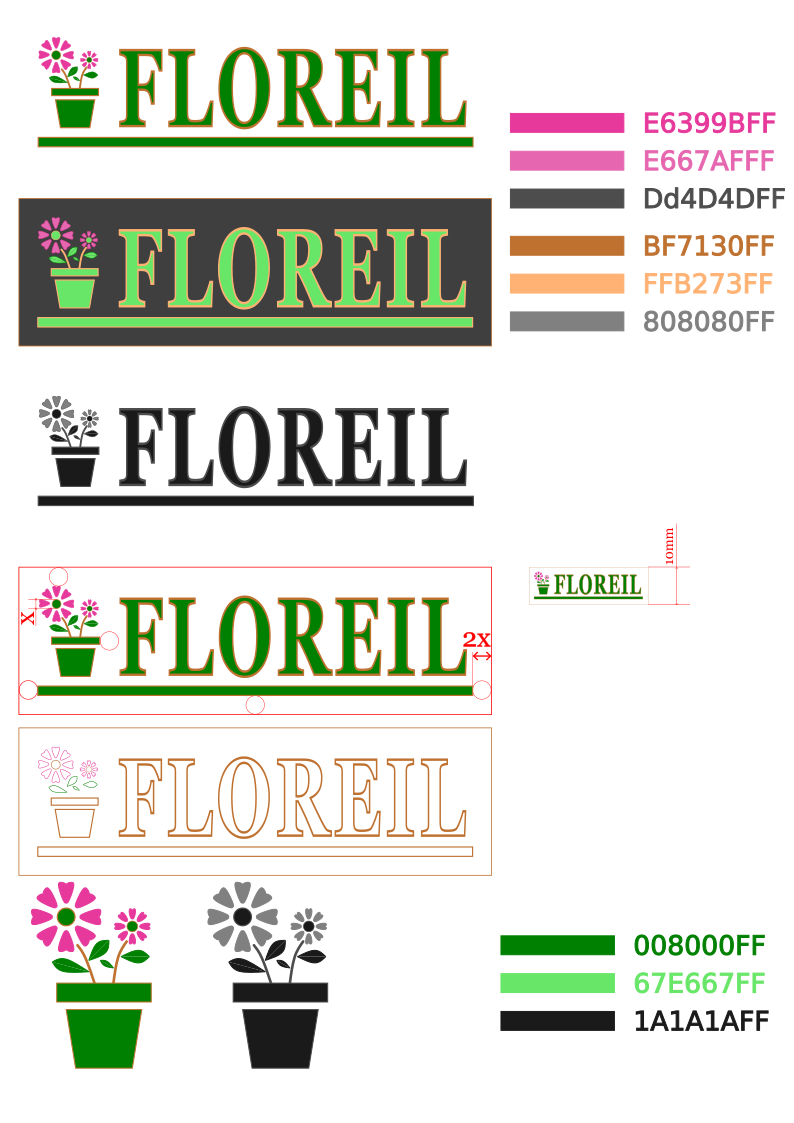 FLOREIL
E6399BFF
E667AFFF
Dd4D4DFF
FLOREIL
BF7130FF
FFB273FF
808080FF
FLOREIL
10mm
FLOREIL
X
FLOREIL
2x
FLOREIL
008000FF
67E667FF
1A1A1AFF